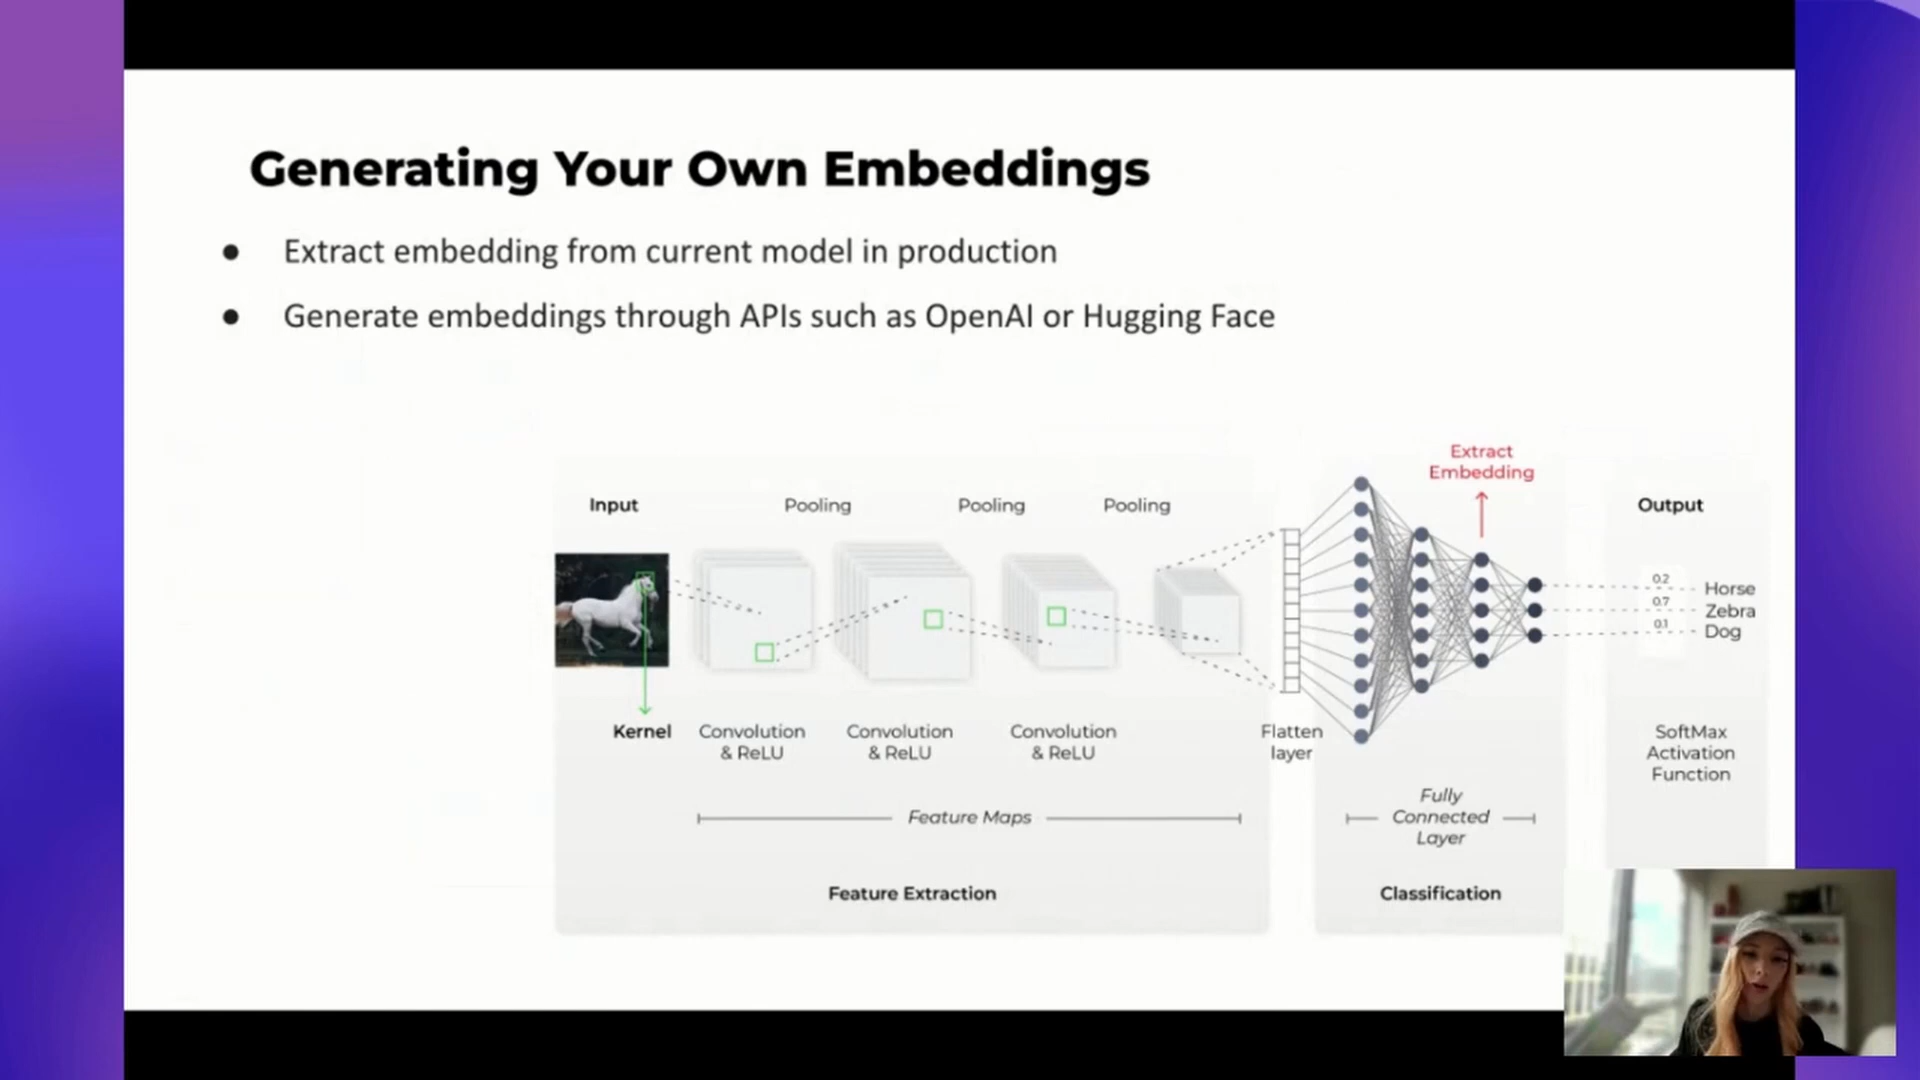 Generating Your Own Embeddings
● Extract embedding from current model in production
● Generate embeddings through APIs such as OpenAI or Hugging Face
Extract
Embedding
Input
Pooling
Pooling
Pooling
Output
0.2
Horse
0.7
Zebra
0.1
Dog
Kernel
Convolution
& ReLU
Convolution
& ReLU
Convolution
& ReLU
Flatten
layer
SoftMax
Activation
Function
Feature Maps
Fully
Connected
Layer
Feature Extraction
Classification